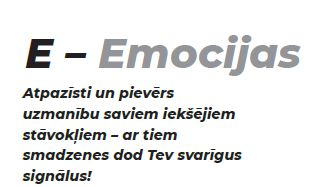 E – Emocijas
Atpazīsti un pievērs
uzmanību saviem iekšējiem
stāvokļiem – ar tiem
smadzenes dod Tev svarīgus
signālus!